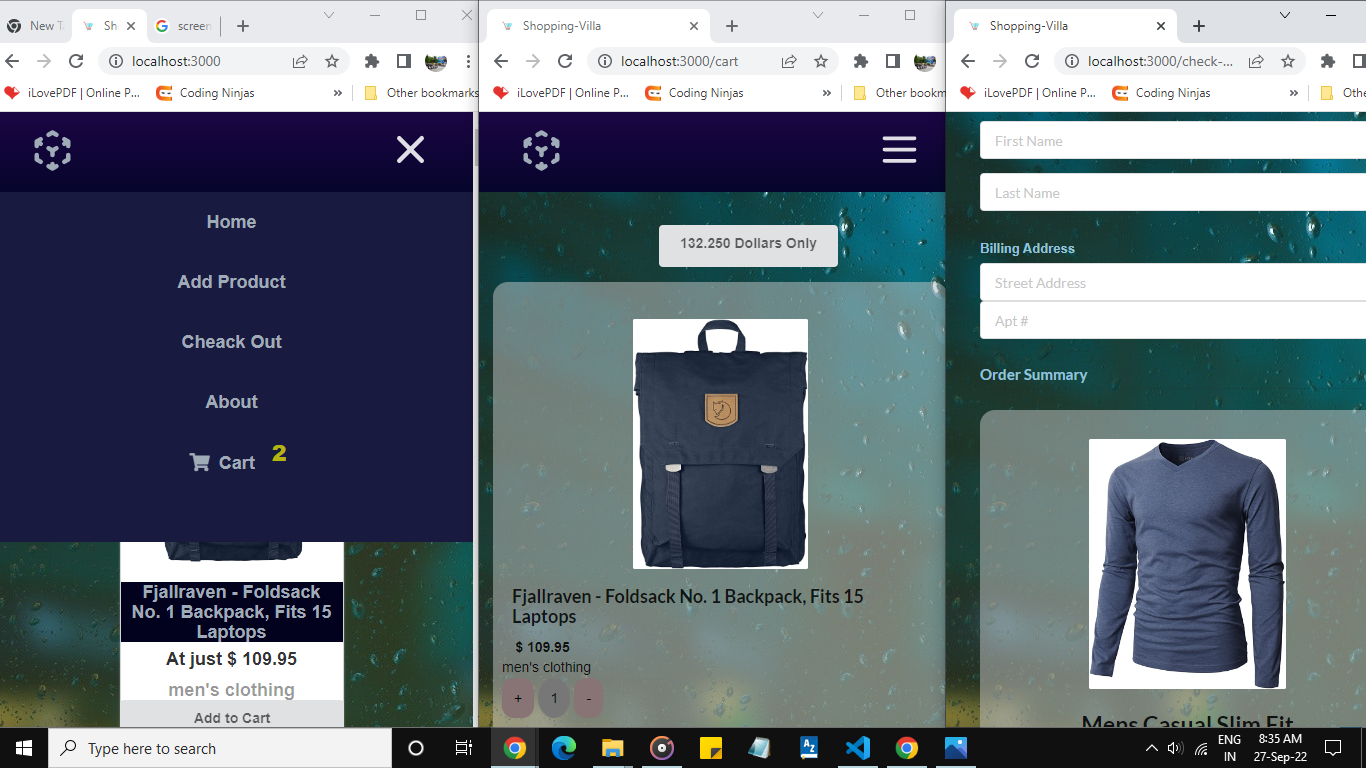 New T
Sh
screen
localhost:3000
iLovePDF | Online P...
Coding Ninjas
»
Other bookmarks
Home
Add Product
Cheack Out
About
Cart 2
Fjallraven - Foldsack
No. 1 Backpack, Fits 15
Laptops
At just $ 109.95
men's clothing
Add to Cart
Shopping-Villa
localhost:3000/cart
iLovePDF | Online P...
Coding Ninjas
»
Other bookm
132.250 Dollars Only
Fjallraven - Foldsack No. 1 Backpack, Fits 15
Laptops
$ 109.95
men's clothing
+ 1 -
Shopping-Villa
localhost:3000/check-...
iLovePDF | Online P...
Coding Ninjas
»
Othe
First Name
Last Name
Billing Address
Street Address
Apt #
Order Summary
Mens Casual Slim Fit
Type here to search
ENG
IN
8:35 AM
27-Sep-22